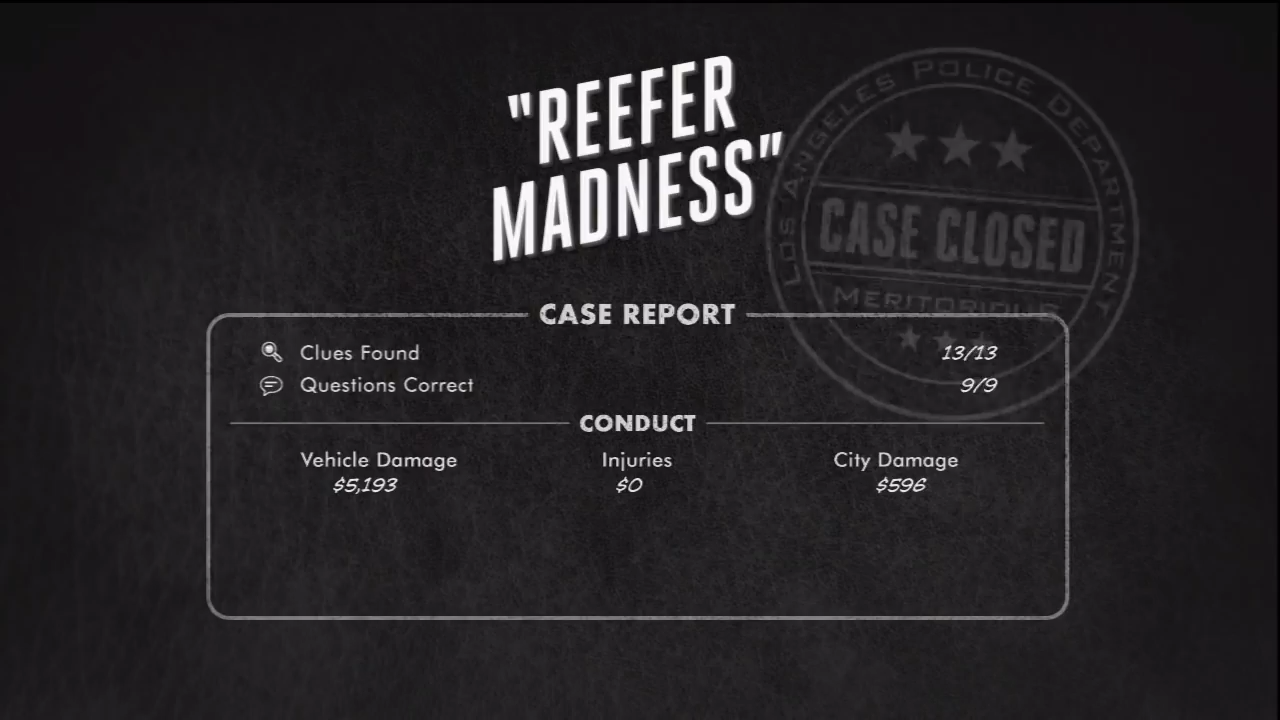 "REEFER
MADNESS"
LOS ANGELES POLICE DEPARTMENT
CASE CLOSED
MERITORIOUS
CASE REPORT
Clues Found 13/13
Questions Correct 9/9
CONDUCT
Vehicle Damage Injuries City Damage
$5,193 $0 $596